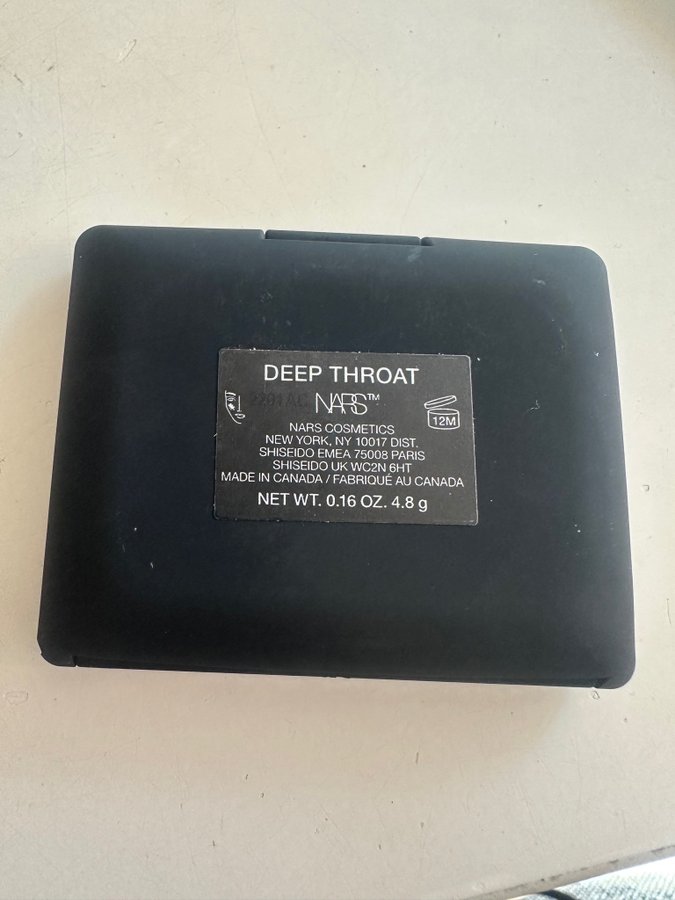 DEEP THROAT
NARS™
NARS COSMETICS
NEW YORK, NY 10017 DIST.
SHISEIDO EMEA 75008 PARIS
SHISEIDO UK WC2N 6HT
MADE IN CANADA / FABRIQUÉ AU CANADA
NET WT. 0.16 OZ. 4.8 g
12M